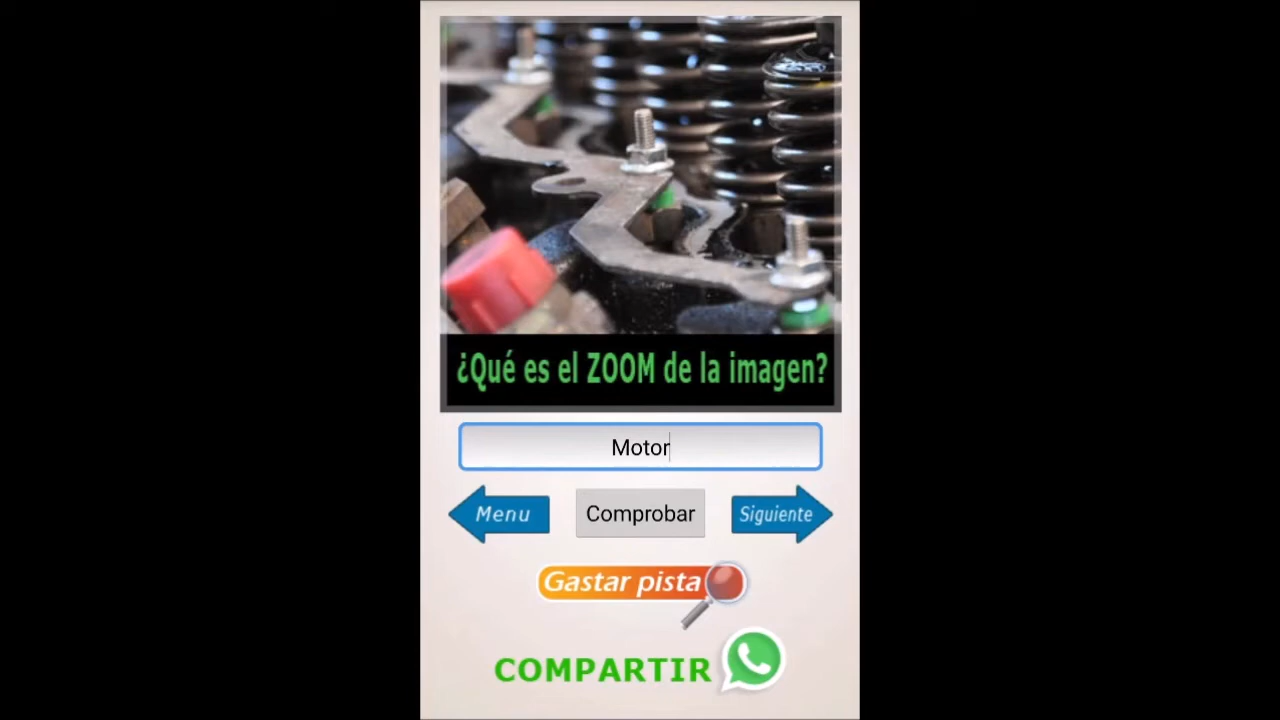 ¿Qué es el ZOOM de la imagen?
Motor
Menu
Comprobar
Siguiente
Gastar pista
COMPARTIR